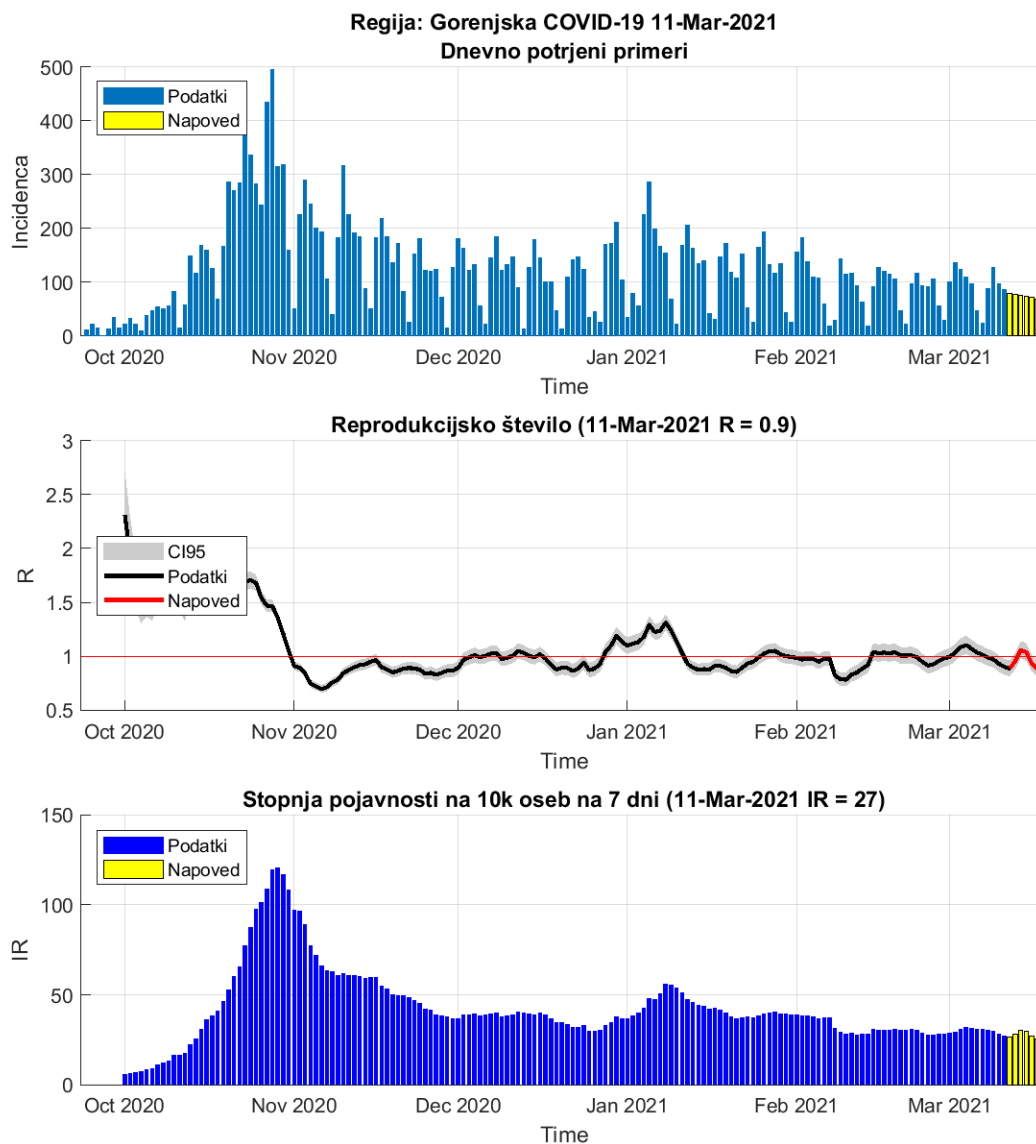 Regija: Gorenjska COVID-19 11-Mar-2021
Dnevno potrjeni primeri
500
400
300
200
100
0
Incidenca
Podatki
Napoved
Oct 2020 Nov 2020 Dec 2020 Jan 2021 Feb 2021 Mar 2021
Time
Reprodukcijsko število (11-Mar-2021 R = 0.9)
3
2.5
2
1.5
1
0.5
R
CI95
Podatki
Napoved
Oct 2020 Nov 2020 Dec 2020 Jan 2021 Feb 2021 Mar 2021
Time
Stopnja pojavnosti na 10k oseb na 7 dni (11-Mar-2021 IR = 27)
150
100
50
0
IR
Podatki
Napoved
Oct 2020 Nov 2020 Dec 2020 Jan 2021 Feb 2021 Mar 2021
Time